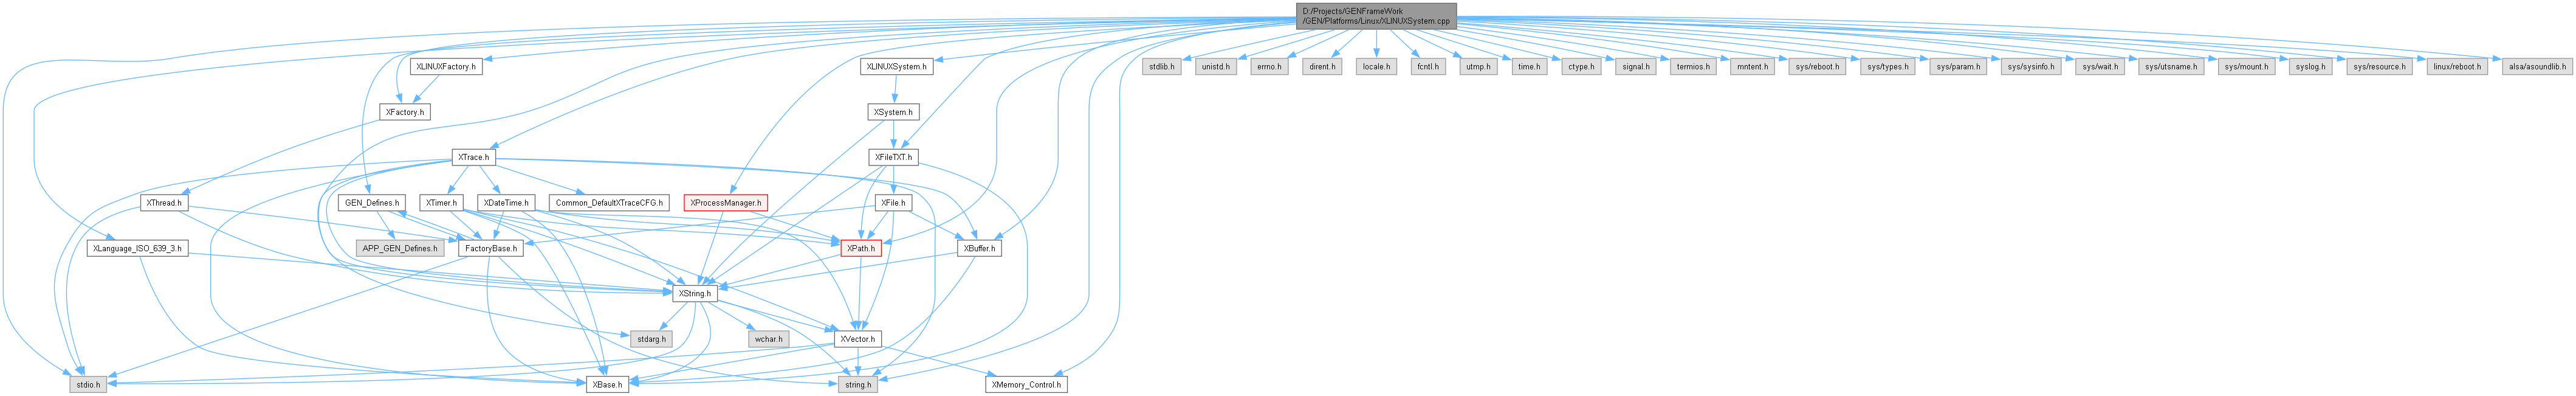 D:/Projects/GENFrameWork
/GEN/Platforms/Linux/XLINUXSystem.cpp
XLINUXFactory.h
XLINUXSystem.h
stdlib.h
unistd.h
errno.h
dirent.h
locale.h
fcntl.h
utmp.h
time.h
ctype.h
signal.h
termios.h
mntent.h
sys/reboot.h
sys/types.h
sys/param.h
sys/sysinfo.h
sys/wait.h
sys/utsname.h
sys/mount.h
syslog.h
sys/resource.h
linux/reboot.h
alsa/asoundlib.h
XFactory.h
XSystem.h
XTrace.h
XFileTXT.h
XThread.h
GEN_Defines.h
XTimer.h
XDateTime.h
Common_DefaultXTraceCFG.h
XProcessManager.h
XFile.h
XLanguage_ISO_639_3.h
APP_GEN_Defines.h
FactoryBase.h
XPath.h
XBuffer.h
XString.h
stdarg.h
wchar.h
XVector.h
stdio.h
XBase.h
string.h
XMemory_Control.h